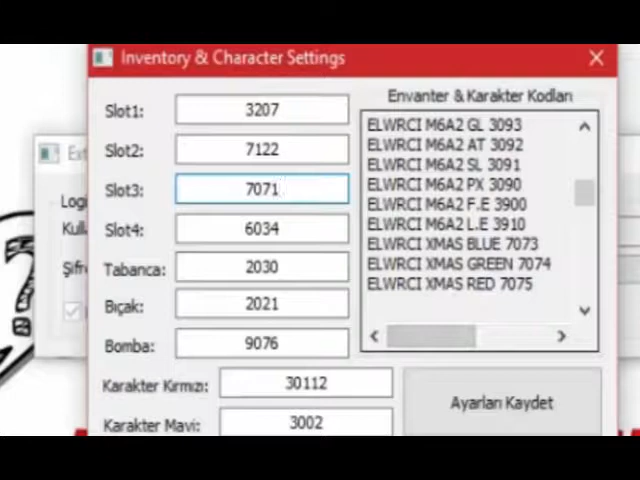 Inventory & Character Settings
Slot1: 3207
Slot2: 7122
Slot3: 7071
Slot4: 6034
Tabanca: 2030
Bıçak: 2021
Bomba: 9076
Karakter Kırmızı: 30112
Karakter Mavi: 3002
Envanter & Karakter Kodları
ELWRCI M6A2 GL 3093
ELWRCI M6A2 AT 3092
ELWRCI M6A2 SL 3091
ELWRCI M6A2 PX 3090
ELWRCI M6A2 F.E 3900
ELWRCI M6A2 L.E 3910
ELWRCI XMAS BLUE 7073
ELWRCI XMAS GREEN 7074
ELWRCI XMAS RED 7075
Ayarları Kaydet